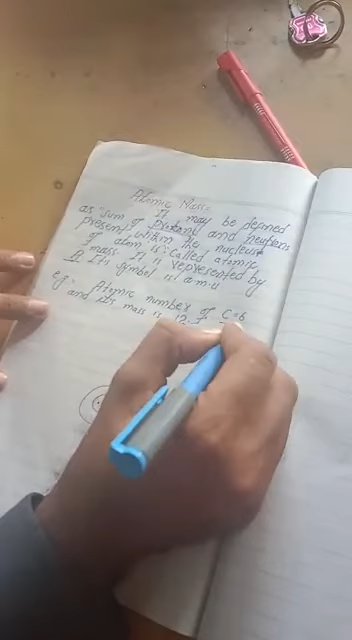 Atomic Mass
It may be defined
as "sum of protons and neutrons
present within the nucleus
of atom is called atomic
mass. It is represented by
A. Its symbol is a.m.u
eg:- Atomic number of C=6
and its mass is 12